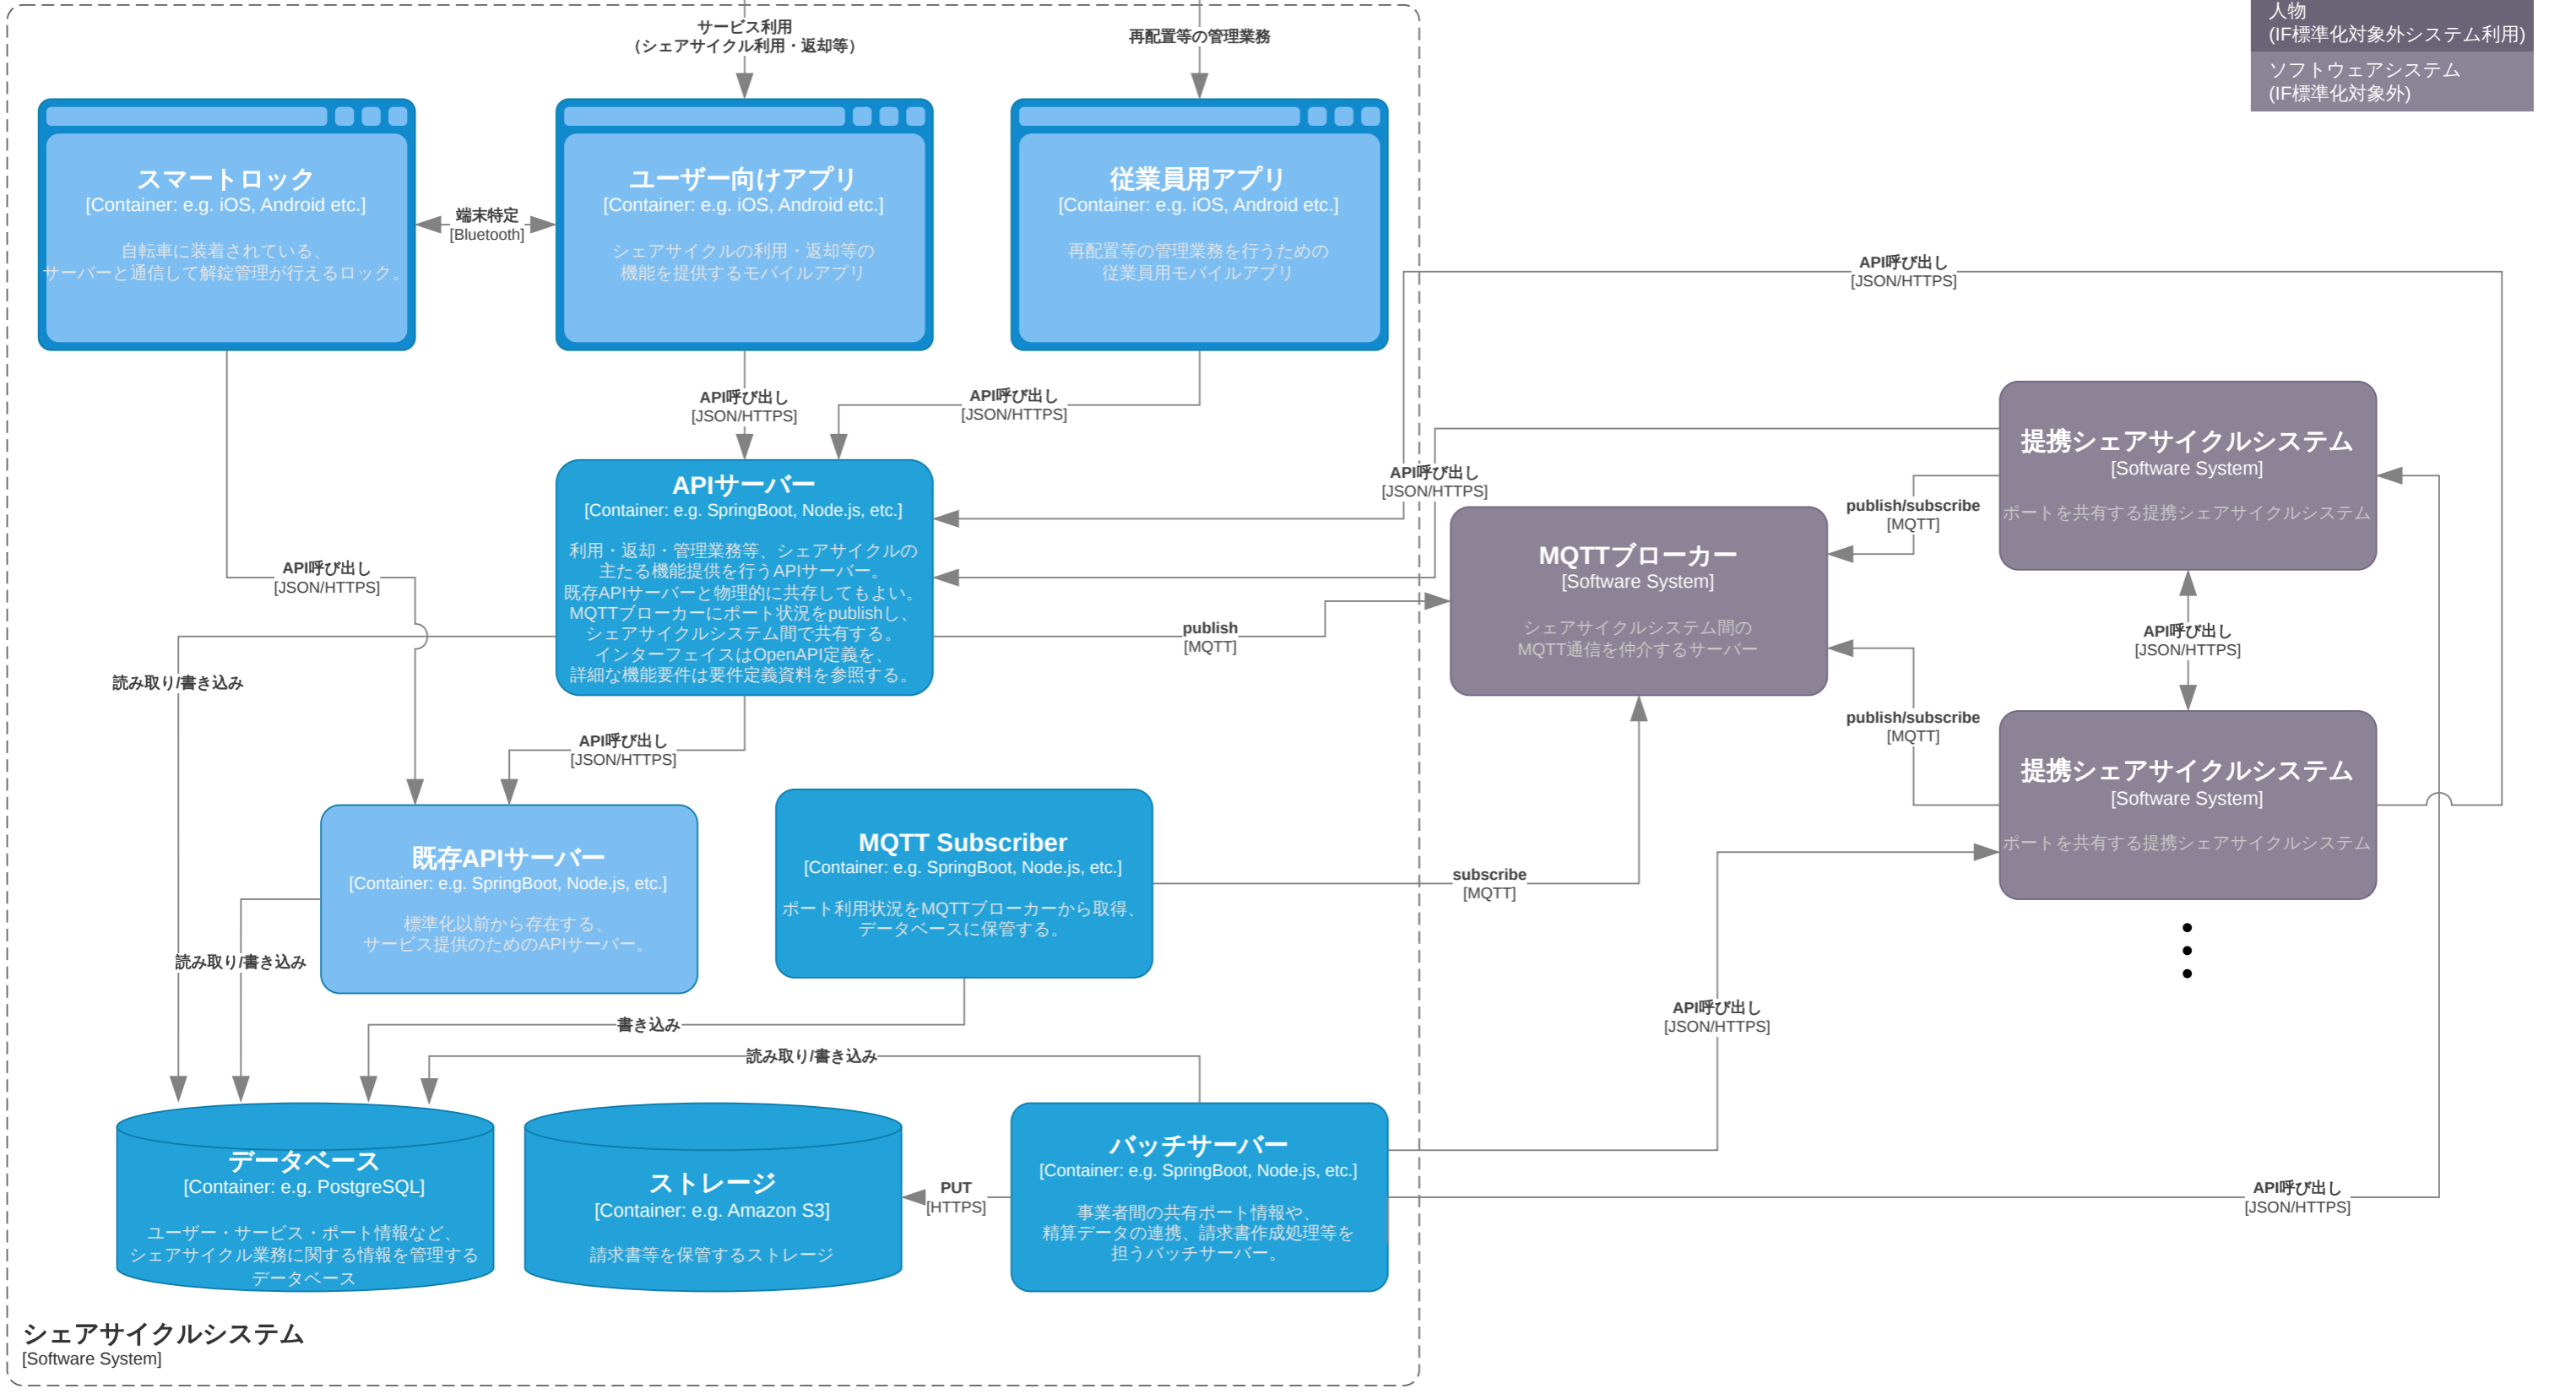 人物
(IF標準化対象外システム利用)
ソフトウェアシステム
(IF標準化対象外)
サービス利用
（シェアサイクル利用・返却等）
再配置等の管理業務
スマートロック
[Container: e.g. iOS, Android etc.]
自転車に装着されている、
サーバーと通信して解錠管理が行えるロック。
端末特定
[Bluetooth]
ユーザー向けアプリ
[Container: e.g. iOS, Android etc.]
シェアサイクルの利用・返却等の
機能を提供するモバイルアプリ
従業員用アプリ
[Container: e.g. iOS, Android etc.]
再配置等の管理業務を行うための
従業員用モバイルアプリ
API呼び出し
[JSON/HTTPS]
API呼び出し
[JSON/HTTPS]
API呼び出し
[JSON/HTTPS]
API呼び出し
[JSON/HTTPS]
APIサーバー
[Container: e.g. SpringBoot, Node.js, etc.]
利用・返却・管理業務等、シェアサイクルの
主たる機能提供を行うAPIサーバー。
既存APIサーバーと物理的に共存してもよい。
MQTTブローカーにポート状況をpublishし、
シェアサイクルシステム間で共有する。
インターフェイスはOpenAPI定義を、
詳細な機能要件は要件定義資料を参照する。
提携シェアサイクルシステム
[Software System]
ポートを共有する提携シェアサイクルシステム
publish/subscribe
[MQTT]
MQTTブローカー
[Software System]
シェアサイクルシステム間の
MQTT通信を仲介するサーバー
API呼び出し
[JSON/HTTPS]
publish
[MQTT]
API呼び出し
[JSON/HTTPS]
読み取り/書き込み
publish/subscribe
[MQTT]
API呼び出し
[JSON/HTTPS]
提携シェアサイクルシステム
[Software System]
ポートを共有する提携シェアサイクルシステム
既存APIサーバー
[Container: e.g. SpringBoot, Node.js, etc.]
標準化以前から存在する、
サービス提供のためのAPIサーバー。
MQTT Subscriber
[Container: e.g. SpringBoot, Node.js, etc.]
ポート利用状況をMQTTブローカーから取得、
データベースに保管する。
subscribe
[MQTT]
読み取り/書き込み
書き込み
API呼び出し
[JSON/HTTPS]
読み取り/書き込み
データベース
[Container: e.g. PostgreSQL]
ユーザー・サービス・ポート情報など、
シェアサイクル業務に関する情報を管理する
データベース
ストレージ
[Container: e.g. Amazon S3]
請求書等を保管するストレージ
PUT
[HTTPS]
バッチサーバー
[Container: e.g. SpringBoot, Node.js, etc.]
事業者間の共有ポート情報や、
精算データの連携、請求書作成処理等を
担うバッチサーバー。
API呼び出し
[JSON/HTTPS]
シェアサイクルシステム
[Software System]